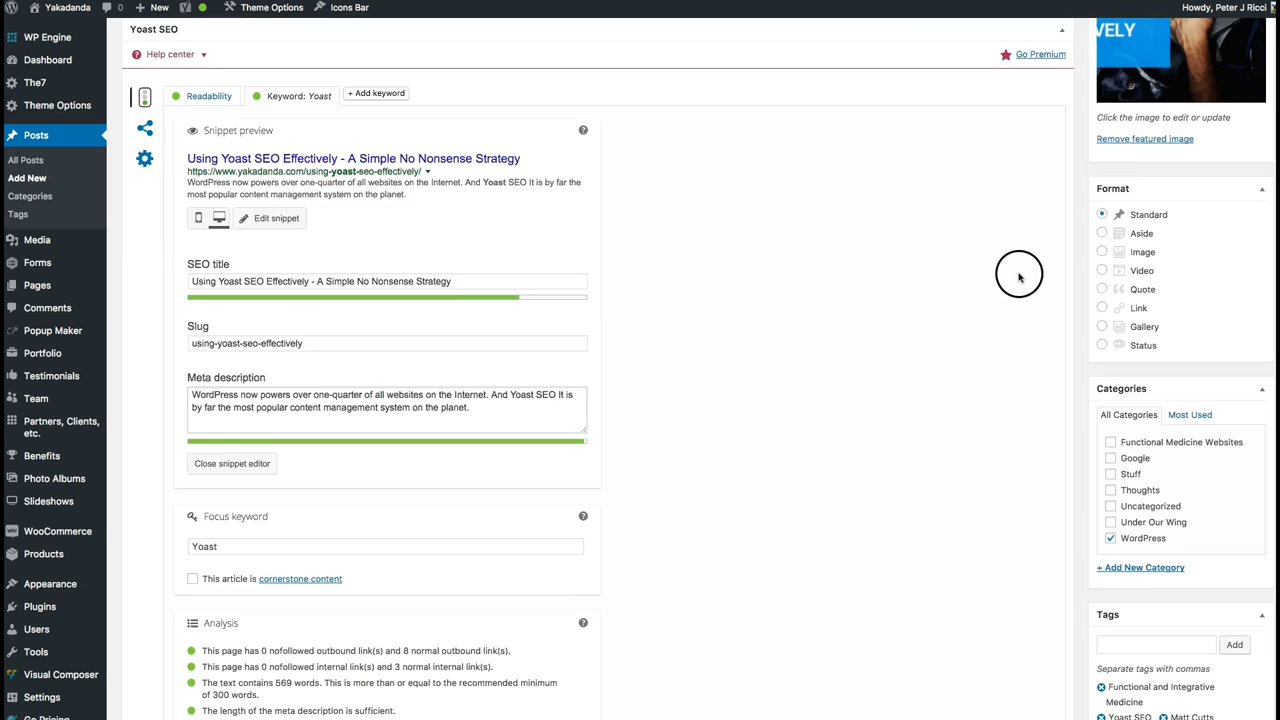 Yakadanda 0 + New Theme Options Icons Bar Howdy, Peter J Ricci
WP Engine
Dashboard
The7
Theme Options
Posts
All Posts
Add New
Categories
Tags
Media
Forms
Pages
Comments
Popup Maker
Portfolio
Testimonials
Team
Partners, Clients,
etc.
Benefits
Photo Albums
Slideshows
WooCommerce
Products
Appearance
Plugins
Users
Tools
Visual Composer
Settings
Yoast SEO
Help center
Go Premium
Readability
Keyword: Yoast
+ Add keyword
Snippet preview
Using Yoast SEO Effectively - A Simple No Nonsense Strategy
https://www.yakadanda.com/using-yoast-seo-effectively/
WordPress now powers over one-quarter of all websites on the Internet. And Yoast SEO It is by far the
most popular content management system on the planet.
Edit snippet
SEO title
Using Yoast SEO Effectively - A Simple No Nonsense Strategy
Slug
using-yoast-seo-effectively
Meta description
WordPress now powers over one-quarter of all websites on the Internet. And Yoast SEO It is
by far the most popular content management system on the planet.
Close snippet editor
Focus keyword
Yoast
This article is cornerstone content
Analysis
This page has 0 nofollowed outbound link(s) and 8 normal outbound link(s).
This page has 0 nofollowed internal link(s) and 3 normal internal link(s).
The text contains 569 words. This is more than or equal to the recommended minimum
of 300 words.
The length of the meta description is sufficient.
VELY
Click the image to edit or update
Remove featured image
Format
Standard
Aside
Image
Video
Quote
Link
Gallery
Status
Categories
All Categories Most Used
Functional Medicine Websites
Google
Stuff
Thoughts
Uncategorized
Under Our Wing
WordPress
+ Add New Category
Tags
Add
Separate tags with commas
Functional and Integrative
Medicine
Yoast SEO Matt Cutts